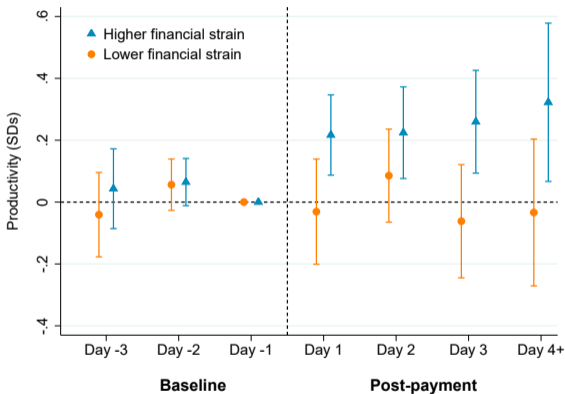 Higher financial strain
Lower financial strain
Productivity (SDs)
.6
.4
.2
0
-.2
-.4
Day -3 Day -2 Day -1 Day 1 Day 2 Day 3 Day 4+
Baseline Post-payment